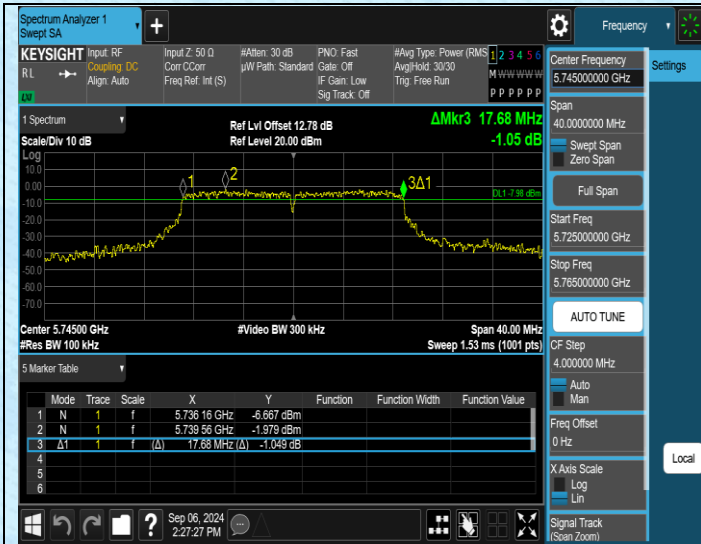 Spectrum Analyzer 1
Swept SA
Frequency
KEYSIGHT
RL
Input: RF
Coupling: DC
Align: Auto
Input Z: 50 Ω
Corr CCorr
Freq Ref: Int (S)
#Atten: 30 dB
µW Path: Standard
PNO: Fast
Gate: Off
IF Gain: Low
Sig Track: Off
#Avg Type: Power (RMS
Avg|Hold: 30/30
Trig: Free Run
1 2 3 4 5 6
M W W W W W
P P P P P P
LU
1 Spectrum
Scale/Div 10 dB
Ref Lvl Offset 12.78 dB
Ref Level 20.00 dBm
ΔMkr3 17.68 MHz
-1.05 dB
Log
10.0
0.00
-10.0
-20.0
-30.0
-40.0
-50.0
-60.0
-70.0
1
2
3Δ1
DL1 -7.98 dBm
Center 5.74500 GHz
#Video BW 300 kHz
Span 40.00 MHz
#Res BW 100 kHz
Sweep 1.53 ms (1001 pts)
5 Marker Table
Mode Trace Scale X Y Function Function Width Function Value
1 N 1 f 5.736 16 GHz -6.667 dBm
2 N 1 f 5.739 56 GHz -1.979 dBm
3 Δ1 1 f (Δ) 17.68 MHz (Δ) -1.049 dB
4
5
6
?
Sep 06, 2024
2:27:27 PM
Center Frequency
5.745000000 GHz
Span
40.0000000 MHz
Swept Span
Zero Span
Full Span
Start Freq
5.725000000 GHz
Stop Freq
5.765000000 GHz
AUTO TUNE
CF Step
4.000000 MHz
Auto
Man
Freq Offset
0 Hz
X Axis Scale
Log
Lin
Signal Track
(Span Zoom)
Settings
Local